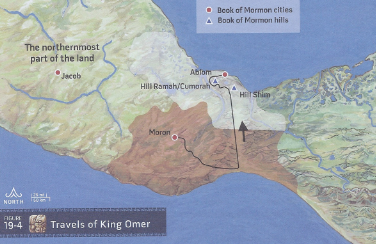 Book of Mormon cities
Book of Mormon hills
The northernmost
part of the land
Jacob
Ablom
Hill Ramah/Cumorah
Hill Shim
Moron
NORTH
FIGURE
19-4
Travels of King Omer